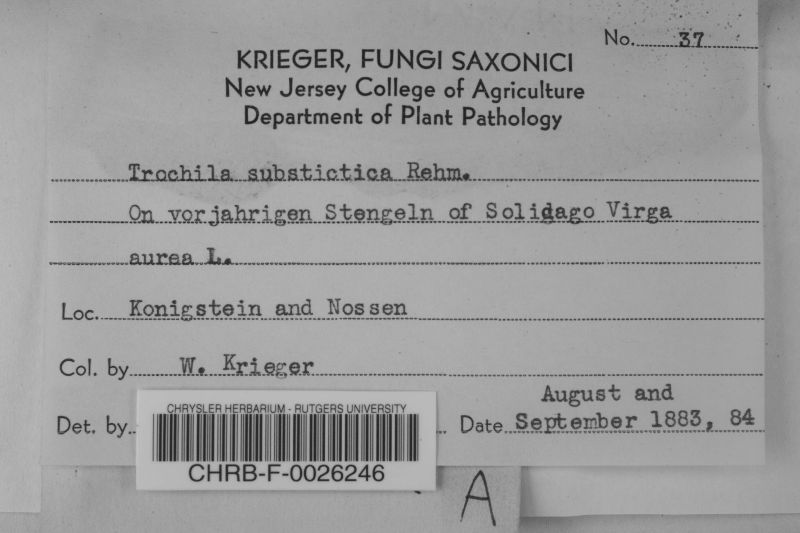 No. 37
KRIEGER, FUNGI SAXONICI
New Jersey College of Agriculture
Department of Plant Pathology
Trochila substictica Rehm.
On vorjahrigen Stengeln of Solidago Virga
aurea L.
Loc. Konigstein and Nossen
Col. by W. Krieger
August and
Det. by Date September 1883, 84
CHRYSLER HERBARIUM - RUTGERS UNIVERSITY
CHRB-F-0026246
A